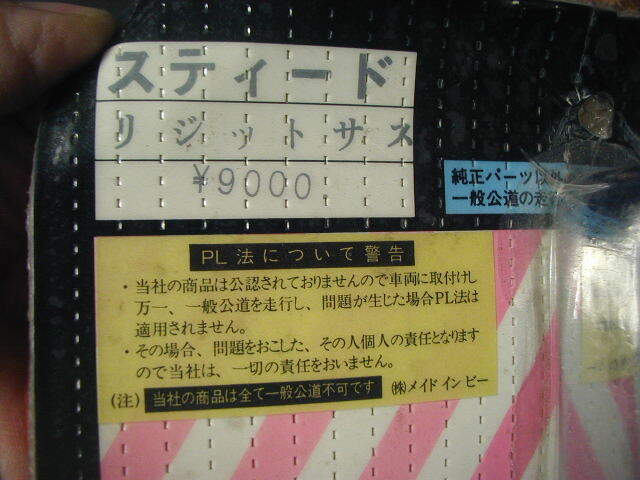 スティード
リジットサス
¥9000
純正パーツ以外
一般公道の走行
PL法について警告
・当社の商品は公認されておりませんので車両に取付けし
万一、一般公道を走行し、問題が生じた場合PL法は
適用されません。
・その場合、問題をおこした、その人個人の責任となります
ので当社は、一切の責任をおいません。
(注) 当社の商品は全て一般公道不可です ㈱メイド イン ビー